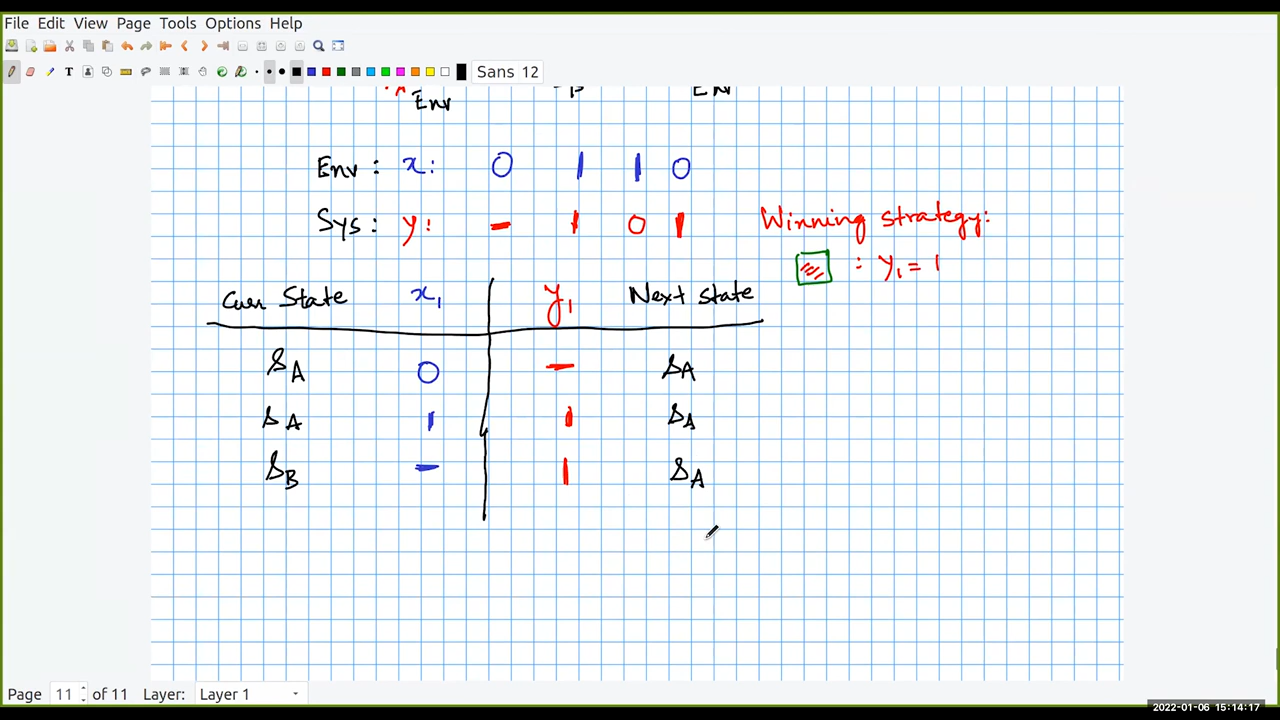 File Edit View Page Tools Options Help
Sans 12
Env
Env : x: 0 1 1 0
Sys: y: - 1 0 1
Winning strategy:
: y1 = 1
Curr State x1 y1 Next state
SA 0 - SA
SA 1 1 SA
SB - 1 SA
Page 11 of 11 Layer: Layer 1
2022-01-06 15:14:17